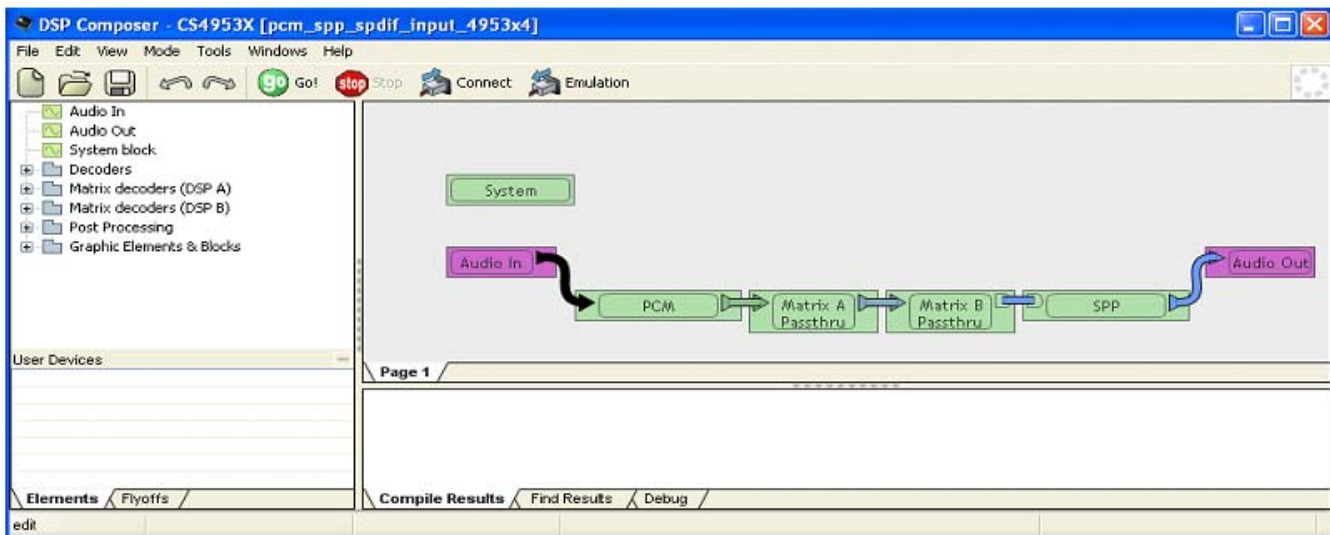 DSP Composer - CS4953X [pcm_spp_spdif_input_4953x4]
File Edit View Mode Tools Windows Help
go Go! stop Stop Connect Emulation
Audio In
Audio Out
System block
Decoders
Matrix decoders (DSP A)
Matrix decoders (DSP B)
Post Processing
Graphic Elements & Blocks
System
Audio In
Audio Out
PCM
Matrix A
Passthru
Matrix B
Passthru
SPP
User Devices
Page 1
Elements Flyoffs
Compile Results Find Results Debug
edit